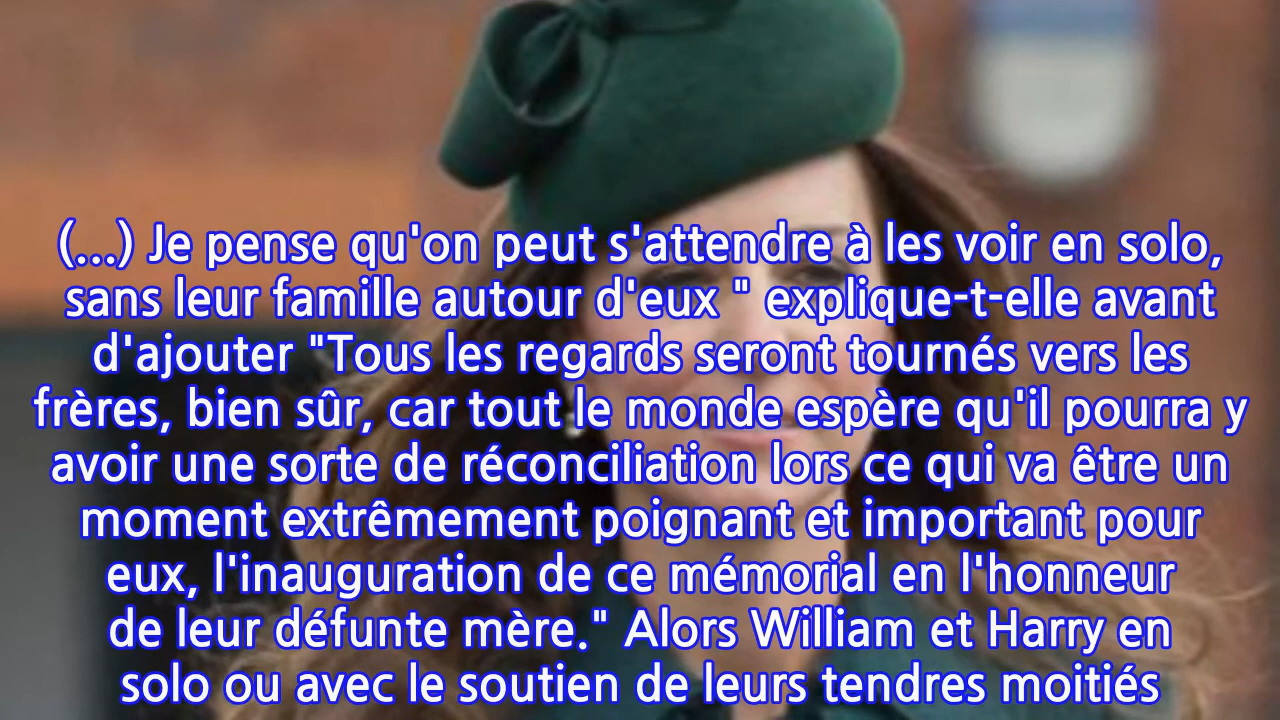 (...) Je pense qu'on peut s'attendre à les voir en solo,
sans leur famille autour d'eux " explique-t-elle avant
d'ajouter "Tous les regards seront tournés vers les
frères, bien sûr, car tout le monde espère qu'il pourra y
avoir une sorte de réconciliation lors ce qui va être un
moment extrêmement poignant et important pour
eux, l'inauguration de ce mémorial en l'honneur
de leur défunte mère." Alors William et Harry en
solo ou avec le soutien de leurs tendres moitiés